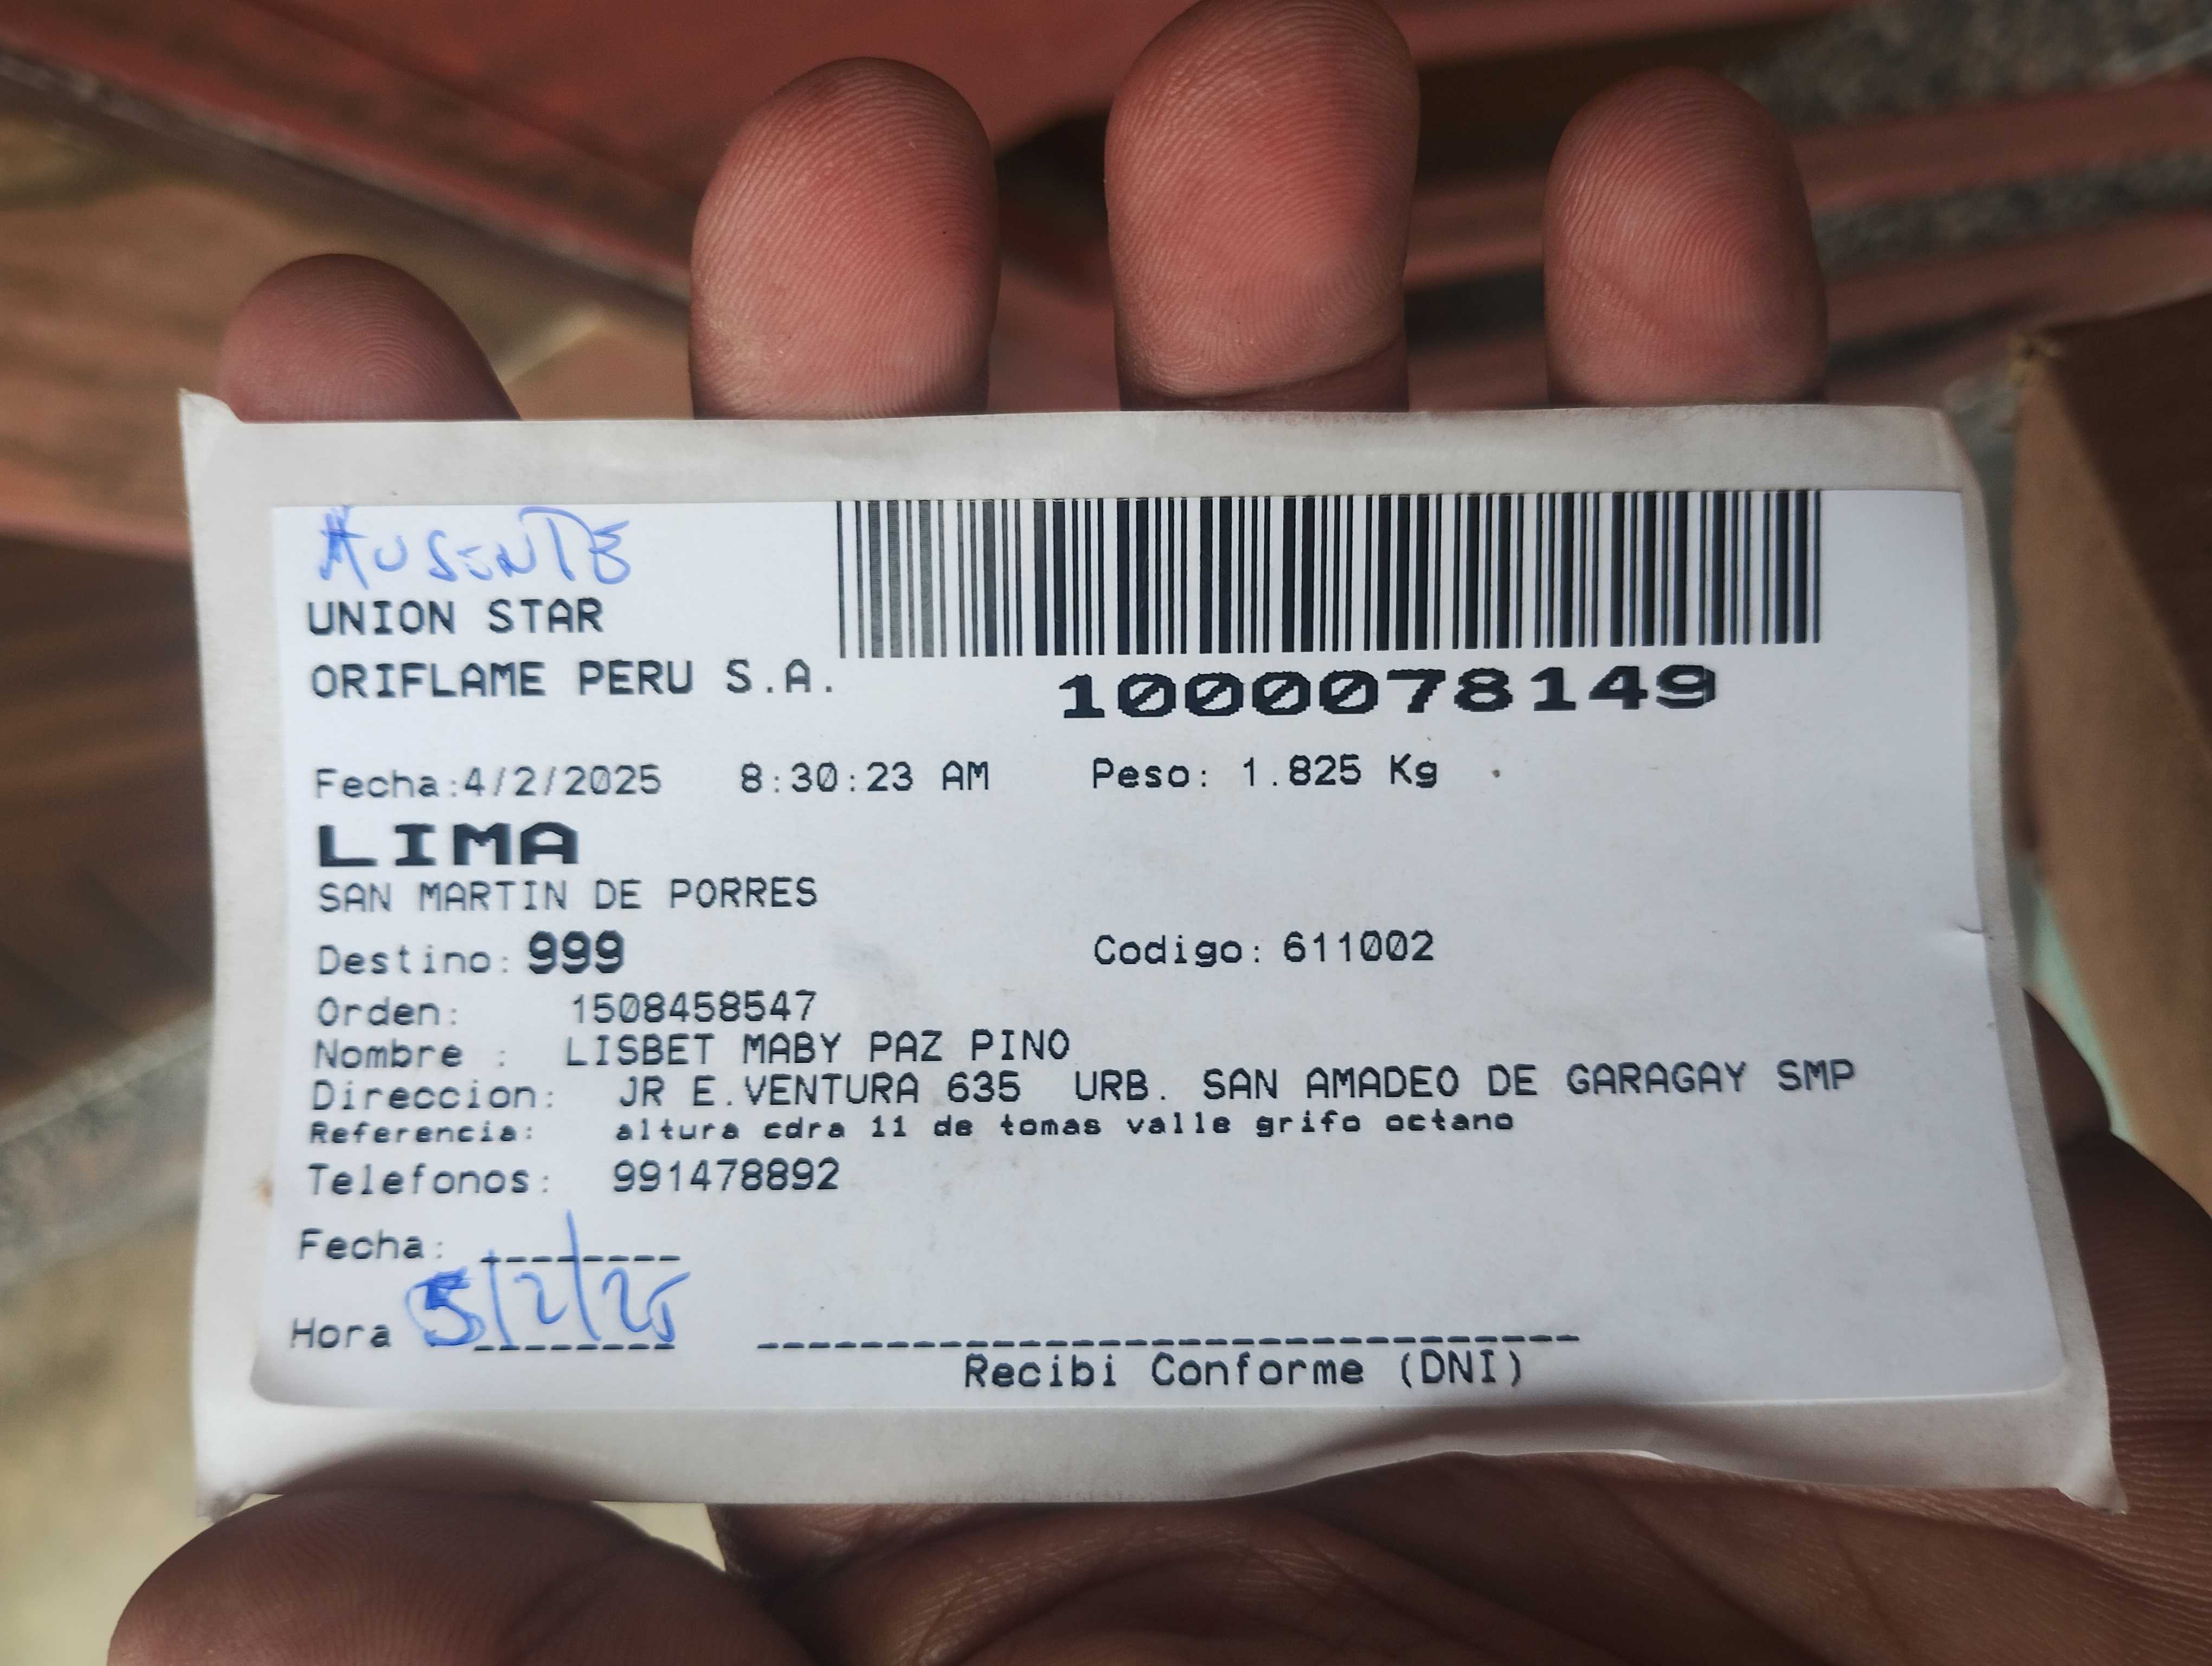 AUSENTE
UNION STAR
ORIFLAME PERU S.A.
1000078149
Fecha:4/2/2025 8:30:23 AM Peso: 1.825 Kg
LIMA
SAN MARTIN DE PORRES
Destino: 999 Codigo: 611002
Orden: 1508458547
Nombre : LISBET MABY PAZ PINO
Direccion: JR E.VENTURA 635 URB. SAN AMADEO DE GARAGAY SMP
Referencia: altura cdra 11 de tomas valle grifo octano
Telefonos: 991478892
Fecha: ________
5/2/25
Hora ________
Recibi Conforme (DNI)